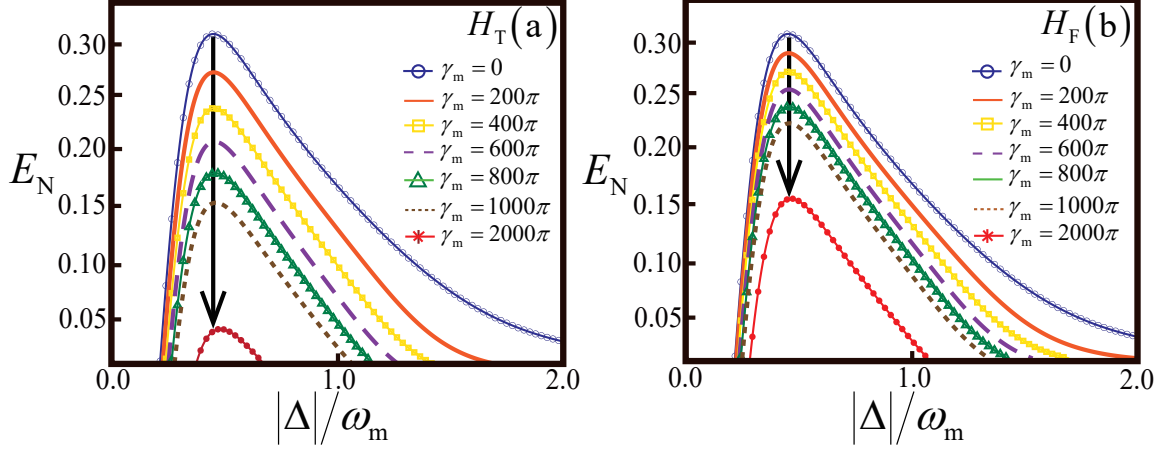 H_T(a)
0.30
0.25
0.20
0.15
0.10
0.05
E_N
γ_m = 0
γ_m = 200π
γ_m = 400π
γ_m = 600π
γ_m = 800π
γ_m = 1000π
γ_m = 2000π
0.0 1.0 2.0
|Δ|/ω_m
H_F(b)
0.30
0.25
0.20
0.15
0.10
0.05
E_N
γ_m = 0
γ_m = 200π
γ_m = 400π
γ_m = 600π
γ_m = 800π
γ_m = 1000π
γ_m = 2000π
0.0 1.0 2.0
|Δ|/ω_m